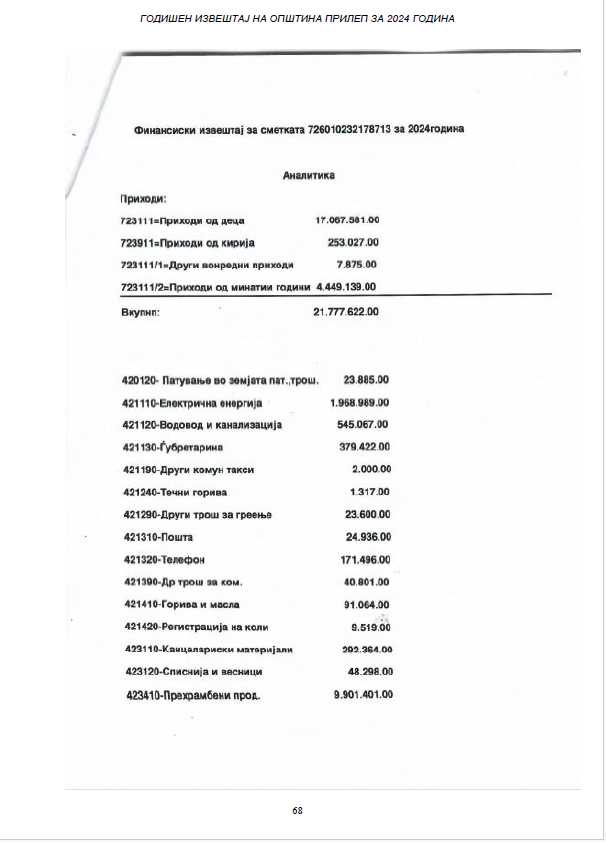 ГОДИШЕН ИЗВЕШТАЈ НА ОПШТИНА ПРИЛЕП ЗА 2024 ГОДИНА
Финансиски извештај за сметката 726010232178713 за 2024година
Аналитика
Приходи:
723111=Приходи од деца 17.067.581.00
723911=Приходи од кирија 253.027.00
723111/1=Други вонредни приходи 7.875.00
723111/2=Приходи од минатии години 4.449.139.00
Вкупнп: 21.777.622.00
420120- Патување во земјата пат.,трош. 23.885.00
421110-Електрична енергија 1.968.989.00
421120-Водовод и канализација 545.067.00
421130-Ѓубретарина 379.422.00
421190-Други комун такси 2.000.00
421240-Течни горива 1.317.00
421290-Други трош за греење 23.600.00
421310-Пошта 24.936.00
421320-Телефон 171.496.00
421390-Др трош за ком. 40.801.00
421410-Горива и масла 91.064.00
421420-Регистрација на коли 9.519.00
423110-Канцелариски материјали 292.364.00
423120-Списнија и весници 48.298.00
423410-Прехрамбени прод. 9.901.401.00
68